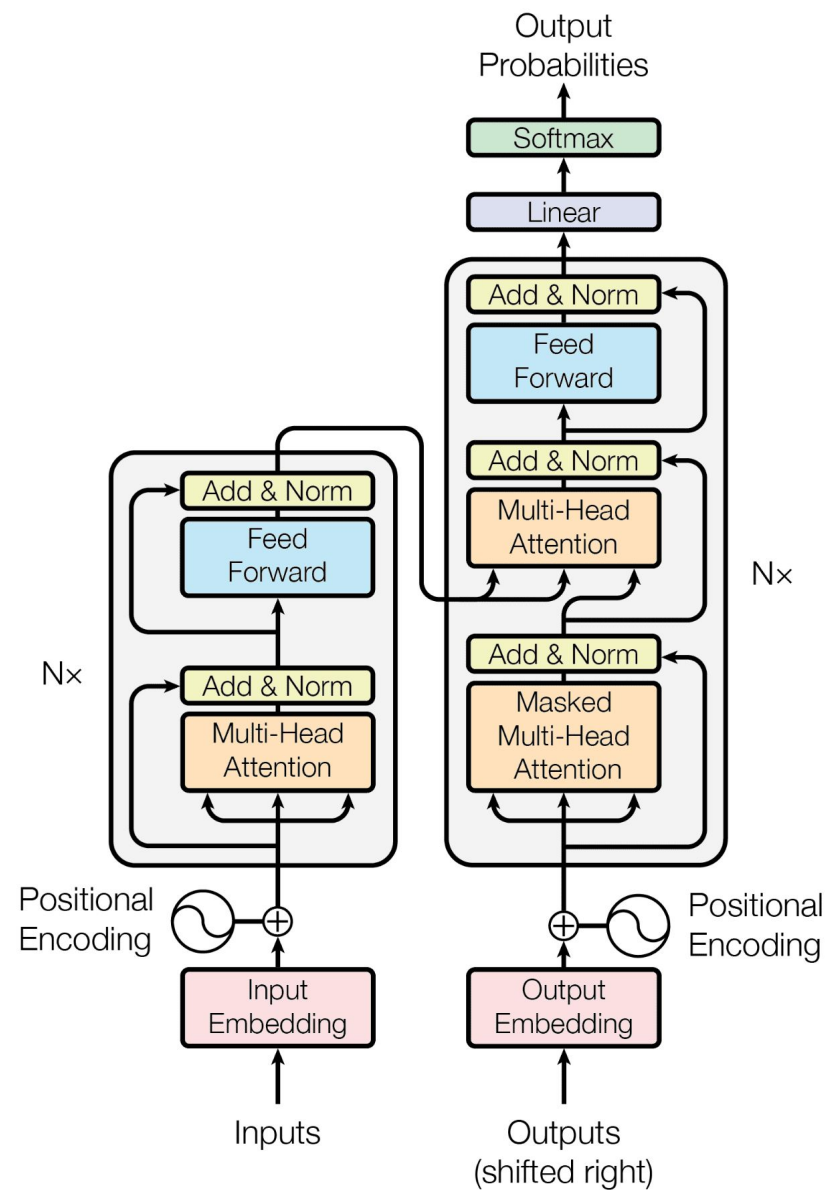 Output
Probabilities
Softmax
Linear
Add & Norm
Feed
Forward
Add & Norm
Multi-Head
Attention
Add & Norm
Masked
Multi-Head
Attention
N×
Add & Norm
Feed
Forward
Add & Norm
Multi-Head
Attention
N×
Positional
Encoding
Positional
Encoding
Input
Embedding
Output
Embedding
Inputs
Outputs
(shifted right)